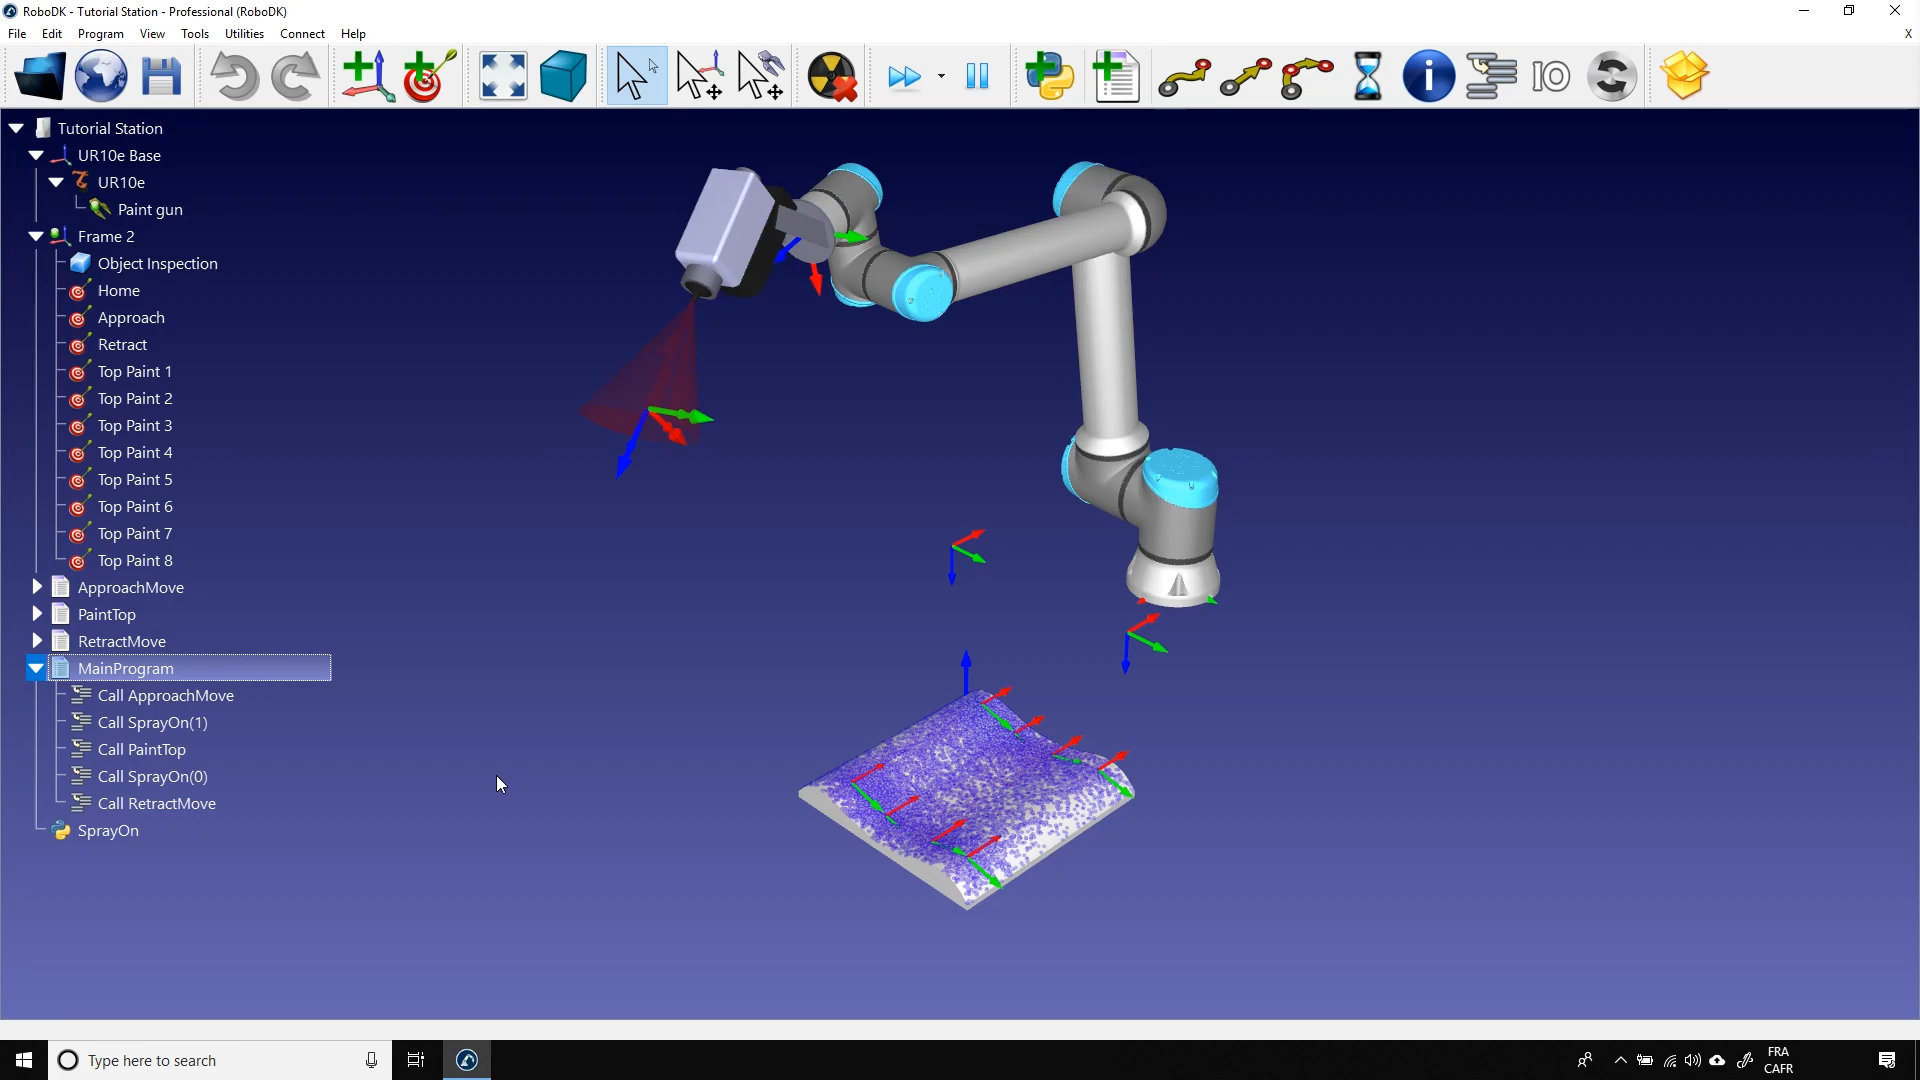 RoboDK - Tutorial Station - Professional (RoboDK)
File Edit Program View Tools Utilities Connect Help
X
IO
Tutorial Station
UR10e Base
UR10e
Paint gun
Frame 2
Object Inspection
Home
Approach
Retract
Top Paint 1
Top Paint 2
Top Paint 3
Top Paint 4
Top Paint 5
Top Paint 6
Top Paint 7
Top Paint 8
ApproachMove
PaintTop
RetractMove
MainProgram
Call ApproachMove
Call SprayOn(1)
Call PaintTop
Call SprayOn(0)
Call RetractMove
SprayOn
Type here to search
FRA
CAFR